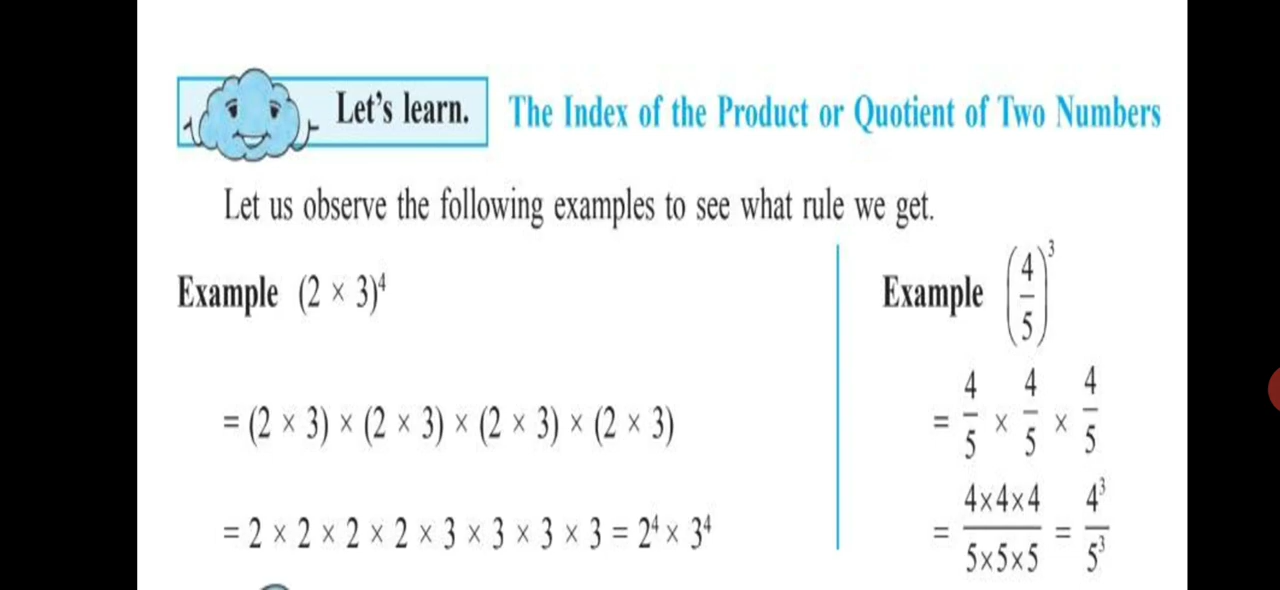 Let's learn. The Index of the Product or Quotient of Two Numbers
Let us observe the following examples to see what rule we get.
Example (2 × 3)⁴
= (2 × 3) × (2 × 3) × (2 × 3) × (2 × 3)
= 2 × 2 × 2 × 2 × 3 × 3 × 3 × 3 = 2⁴ × 3⁴
Example (4/5)³
= 4/5 × 4/5 × 4/5
= 4×4×4/5×5×5 = 4³/5³